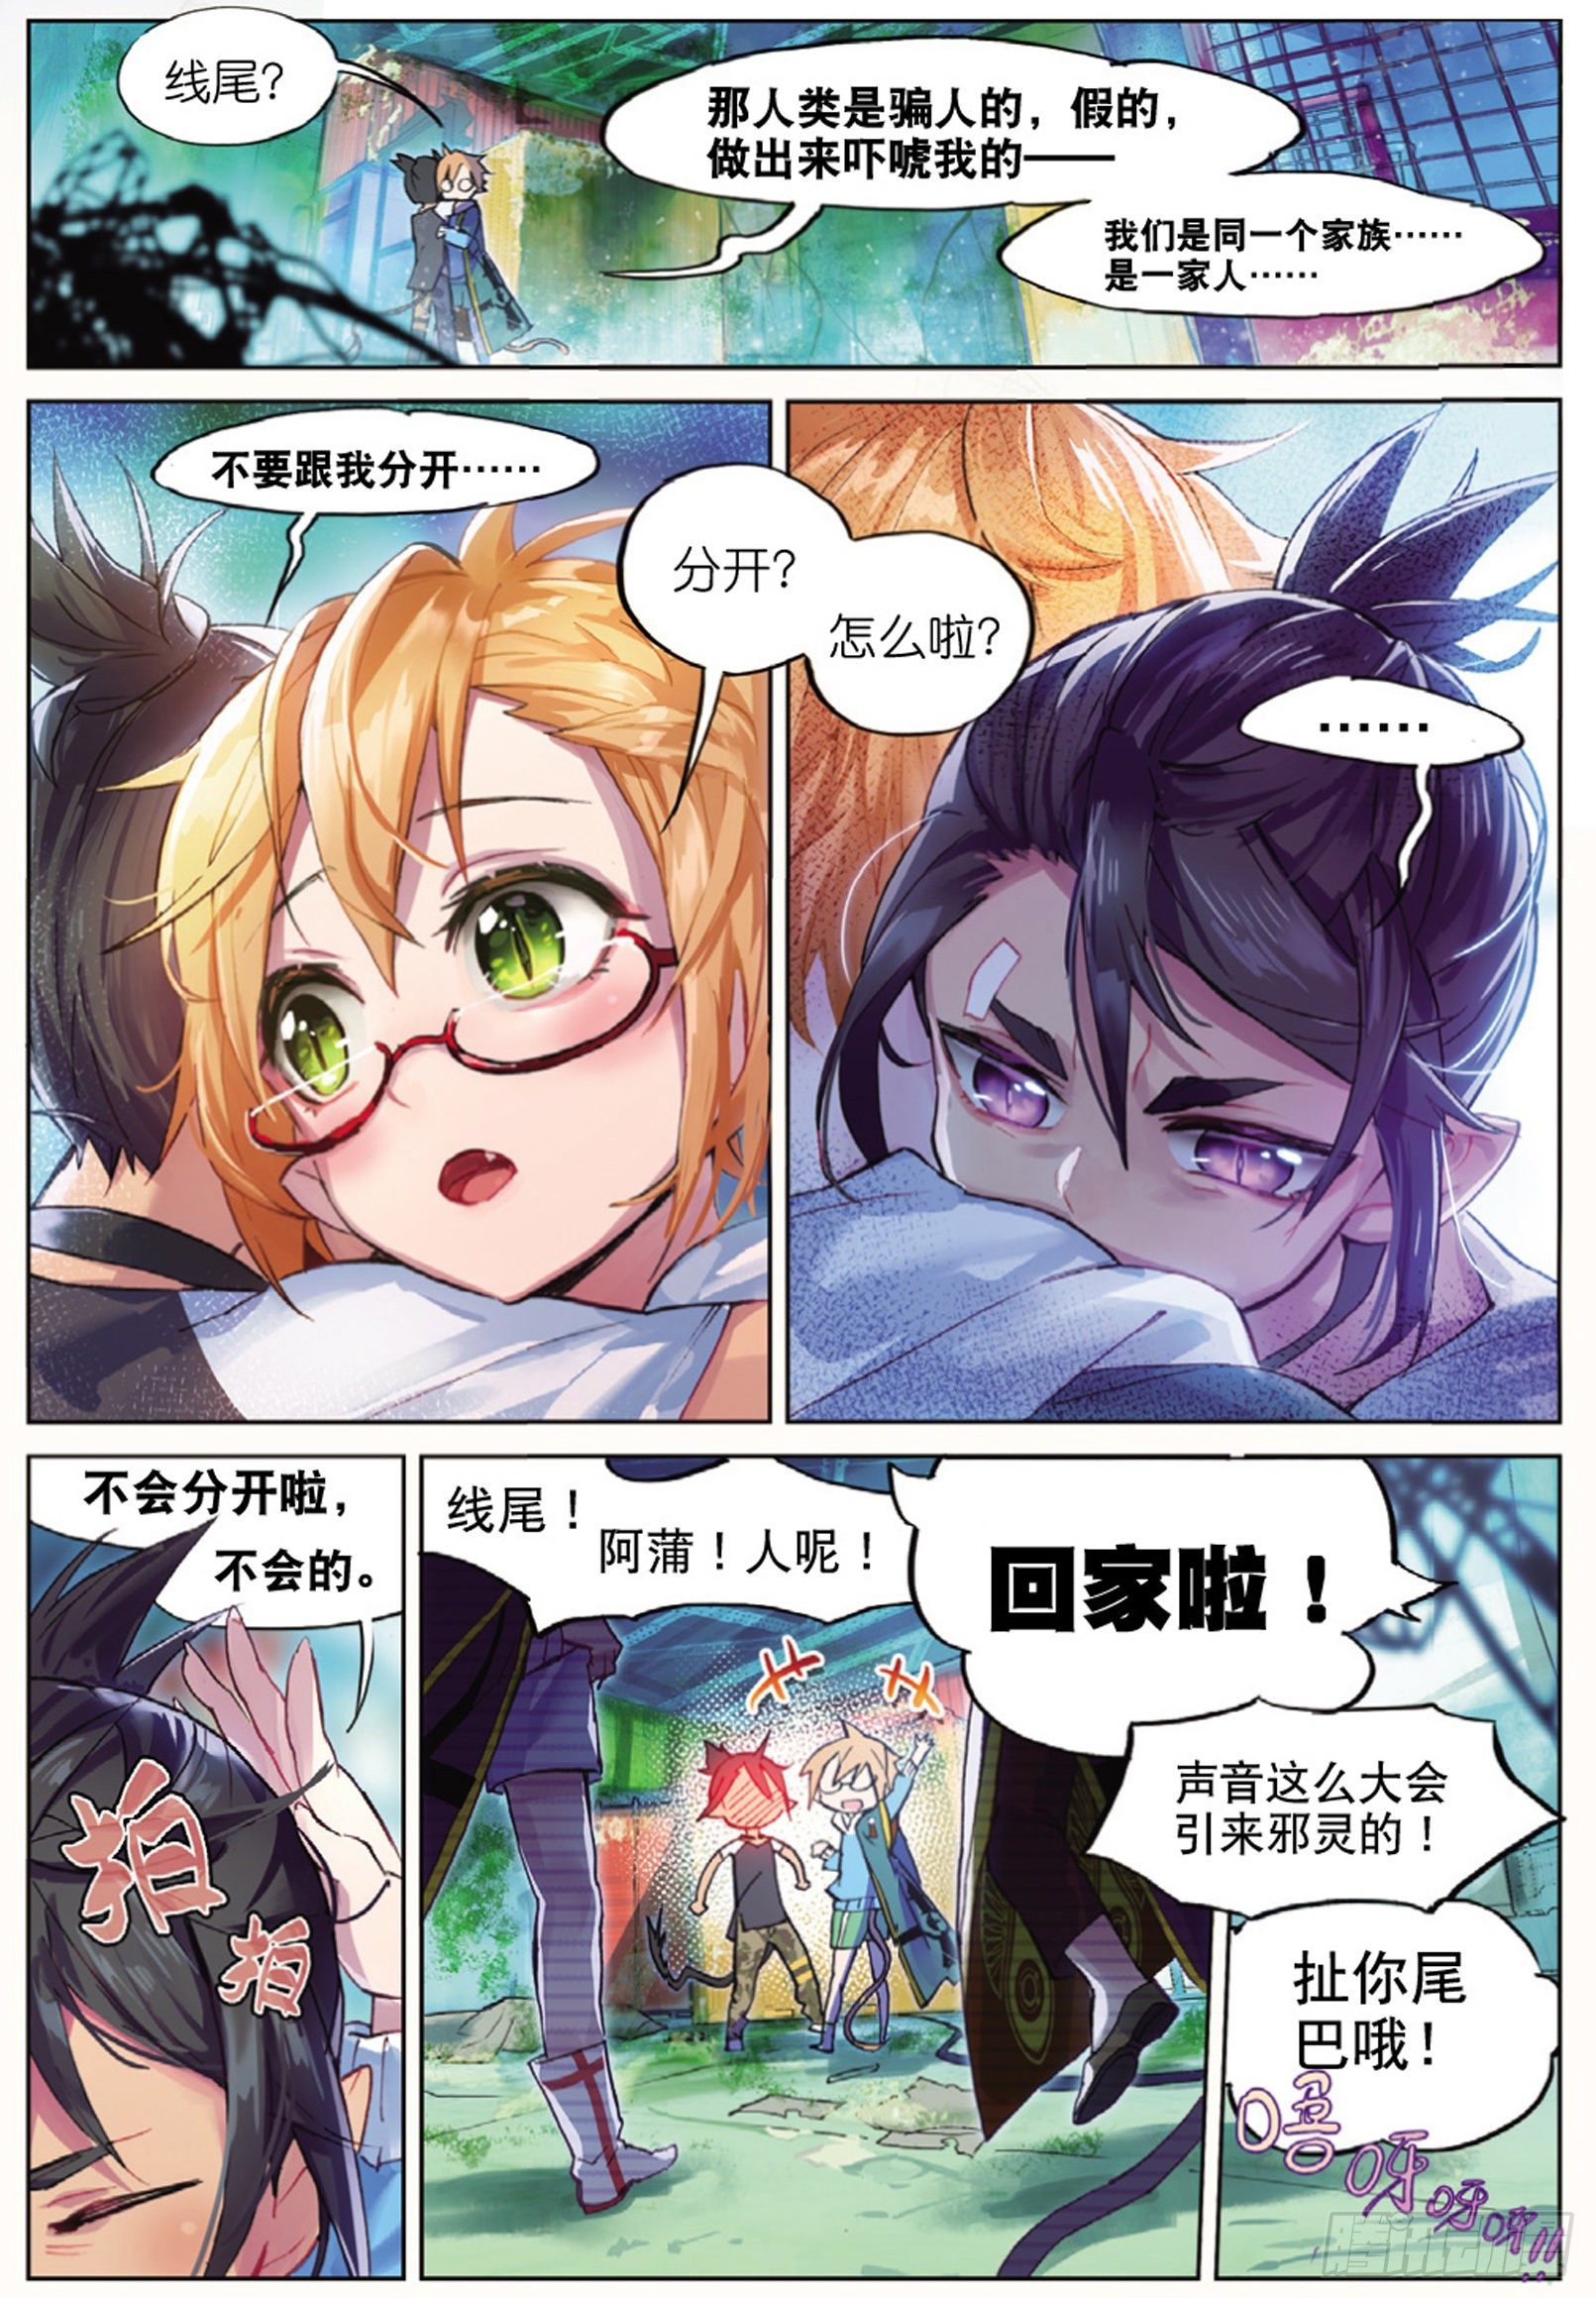 线尾？
那人类是骗人的，假的，
做出来吓唬我的——
我们是同一个家族……
是一家人……
不要跟我分开……
分开？
怎么啦？
……
不会分开啦，
不会的。
拍
拍
线尾！
阿蒲！人呢！
回家啦！
声音这么大会
引来邪灵的！
扯你尾
巴哦！
唔呀呀呀!!